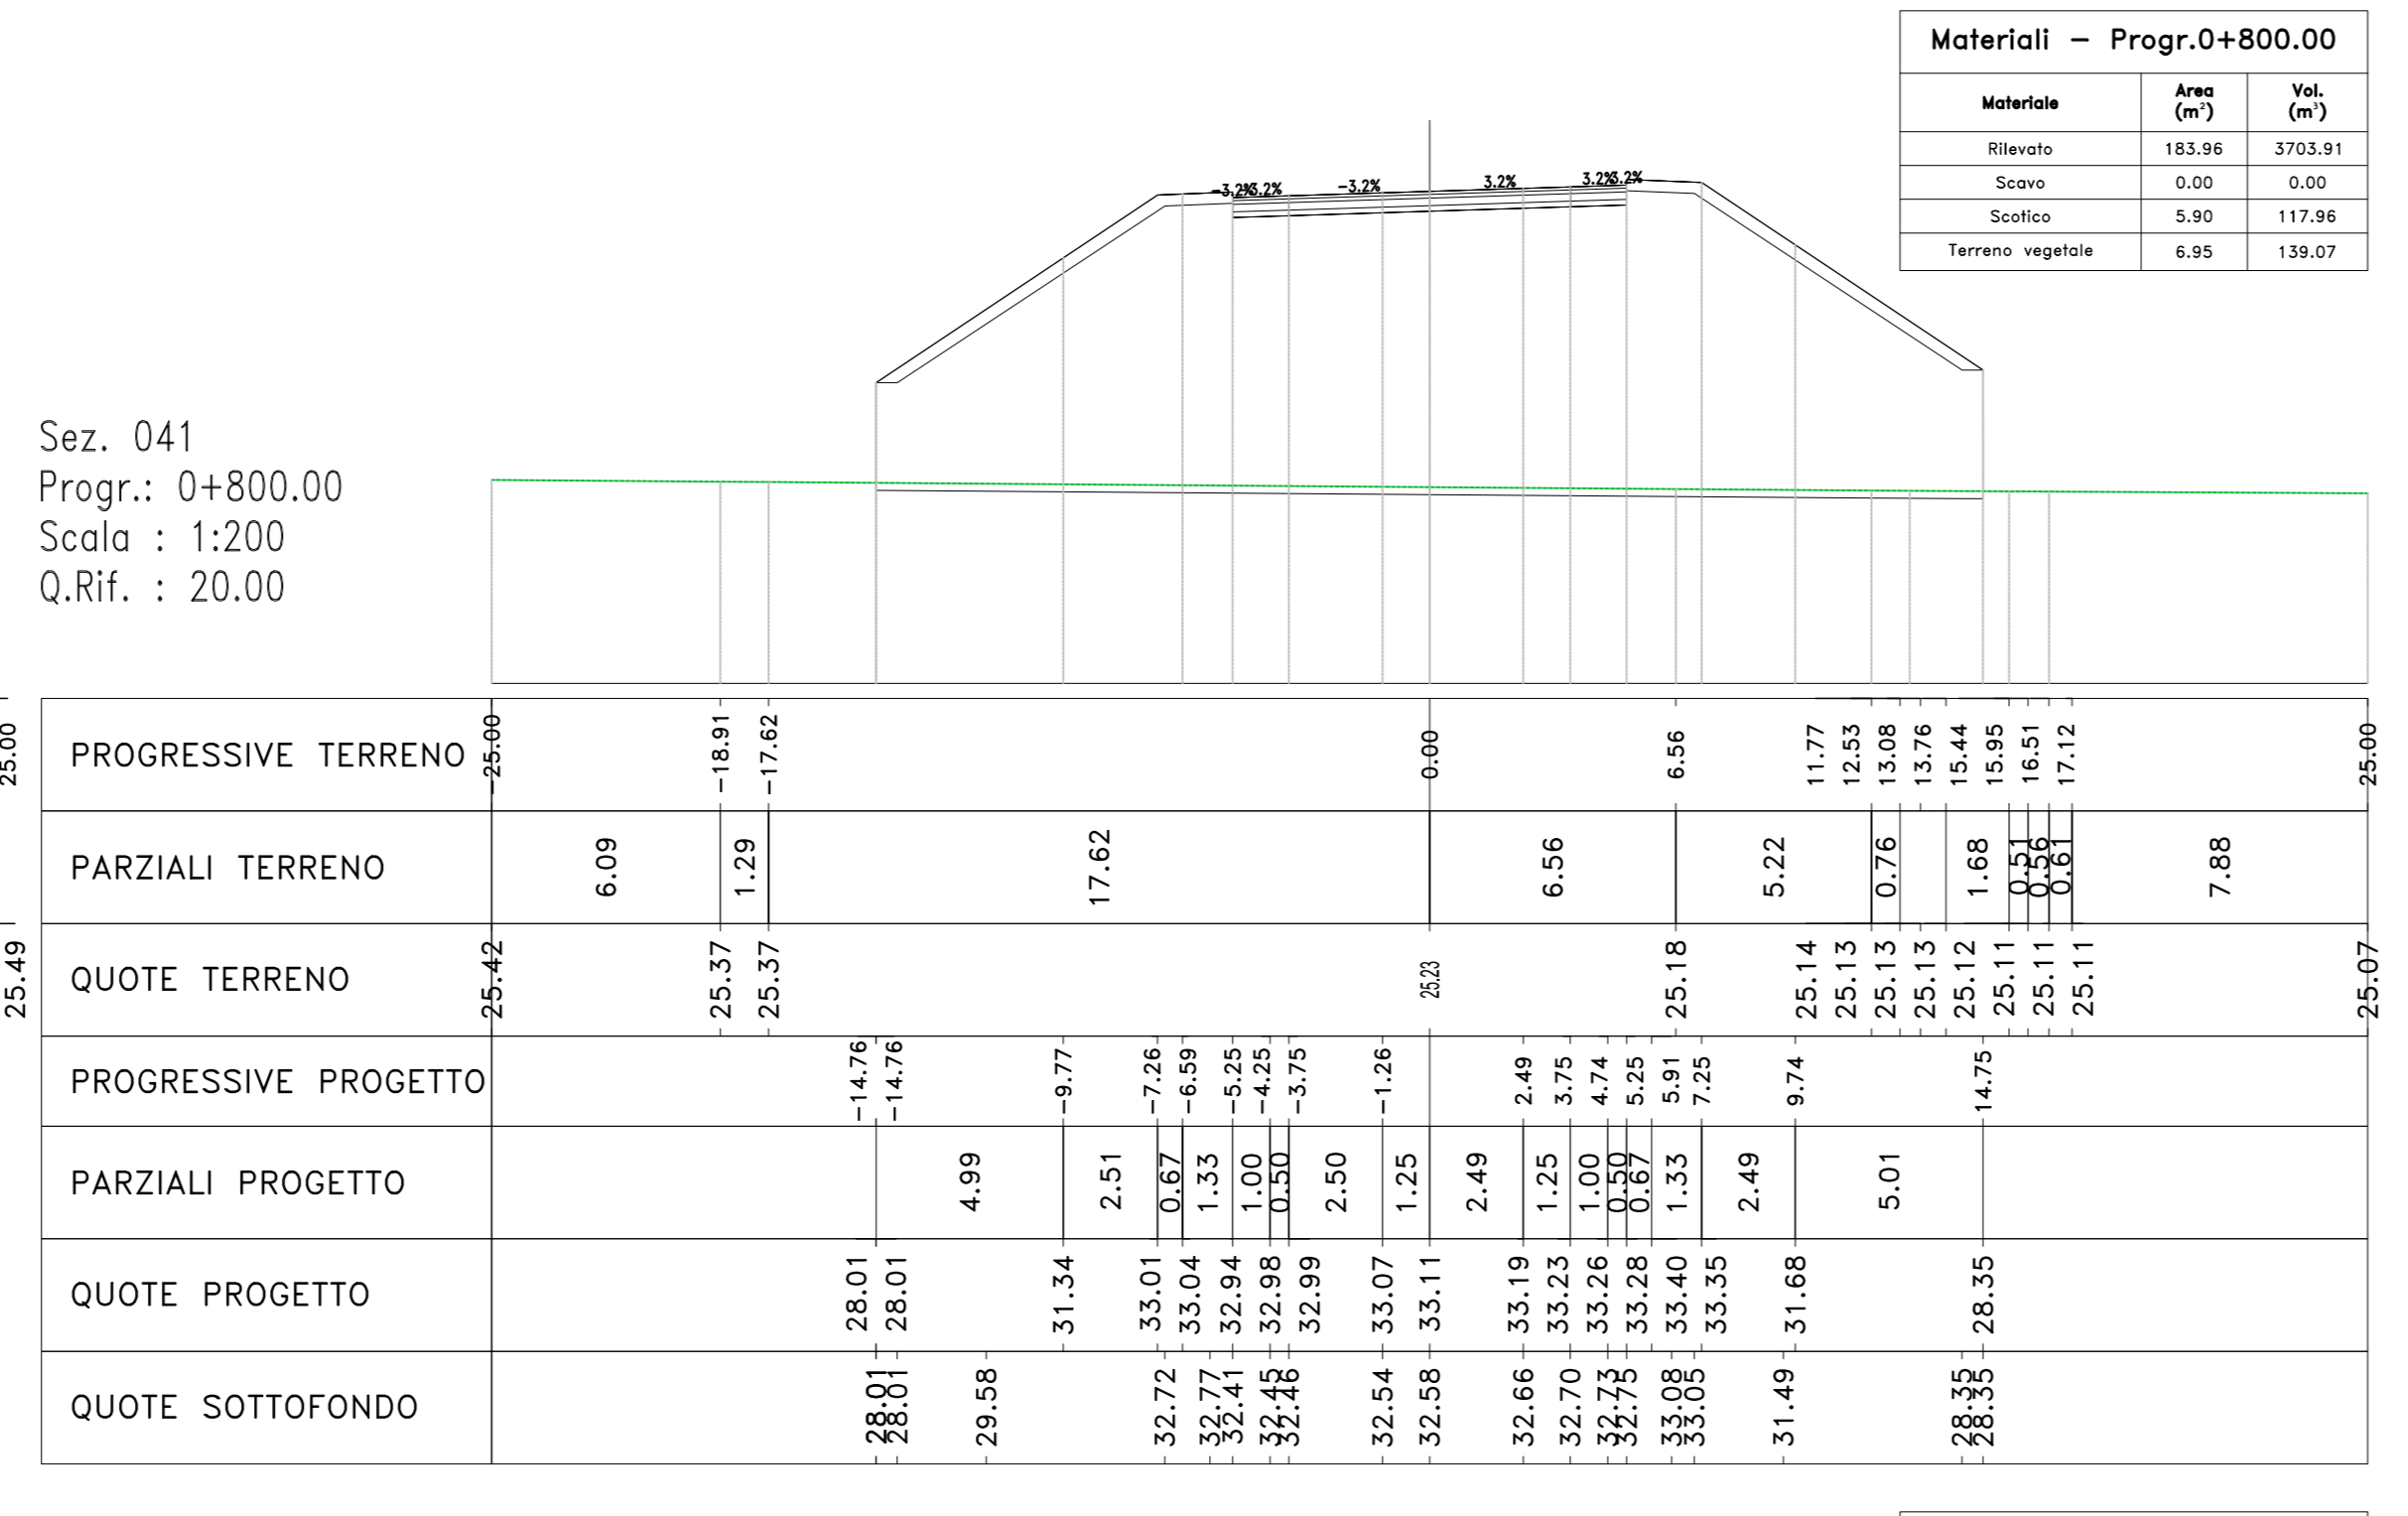 Materiali - Progr.0+800.00
Materiale Area (m²) Vol. (m³)
Rilevato 183.96 3703.91
Scavo 0.00 0.00
Scotico 5.90 117.96
Terreno vegetale 6.95 139.07
-3.2% -3.2% -3.2% 3.2% 3.2% 3.2%
Sez. 041
Progr.: 0+800.00
Scala : 1:200
Q.Rif. : 20.00
25.00
PROGRESSIVE TERRENO -25.00 -18.91 -17.62 0.00 6.56 11.77 12.53 13.08 13.76 15.44 15.95 16.51 17.12 25.00
PARZIALI TERRENO 6.09 1.29 17.62 6.56 5.22 0.76 1.68 0.51 0.56 0.61 7.88
25.49
QUOTE TERRENO 25.42 25.37 25.37 25.23 25.18 25.14 25.13 25.13 25.13 25.12 25.11 25.11 25.11 25.07
PROGRESSIVE PROGETTO -14.76 -14.76 -9.77 -7.26 -6.59 -5.25 -4.25 -3.75 -1.26 2.49 3.75 4.74 5.25 5.91 7.25 9.74 14.75
PARZIALI PROGETTO 4.99 2.51 0.67 1.33 1.00 0.50 2.50 1.25 2.49 1.25 1.00 0.50 0.67 1.33 2.49 5.01
QUOTE PROGETTO 28.01 28.01 31.34 33.01 33.04 32.94 32.98 32.99 33.07 33.11 33.19 33.23 33.26 33.28 33.40 33.35 31.68 28.35
QUOTE SOTTOFONDO 28.01 28.01 29.58 32.72 32.77 32.41 32.45 32.46 32.54 32.58 32.66 32.70 32.73 32.75 33.08 33.05 31.49 28.35 28.35